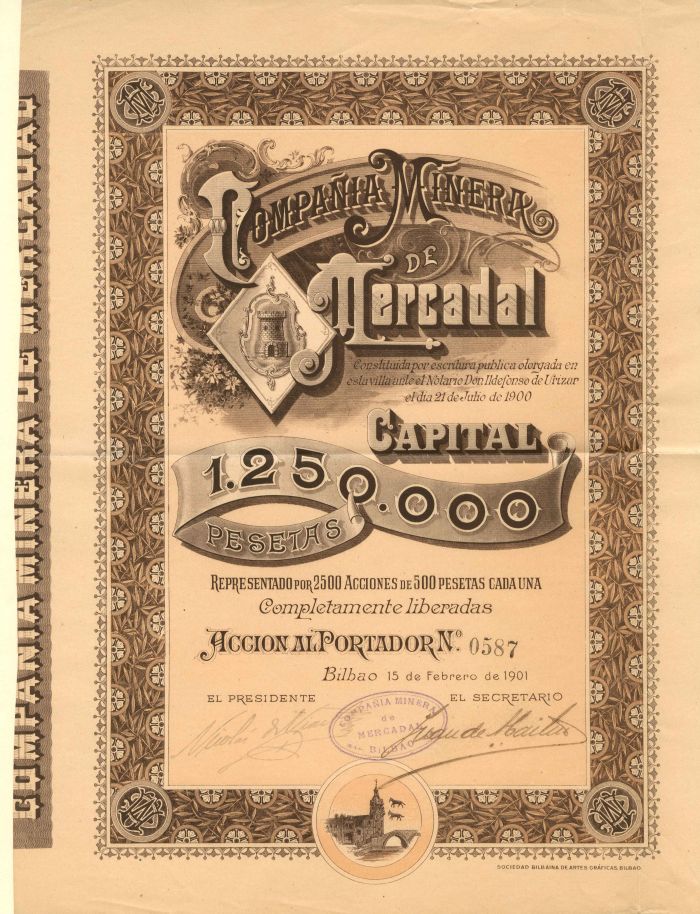 COMPAÑIA MINERA DE MERCADAL
COMPAÑIA MINERA
DE
Mercadal
Constituida por escritura publica otorgada en
esta villa ante el Notario Don Ildefonso de Urizar
el dia 21 de Julio de 1900
CAPITAL
1.250.000
PESETAS
REPRESENTADO POR 2500 ACCIONES DE 500 PESETAS CADA UNA
Completamente liberadas
ACCION AL PORTADOR Nº. 0587
Bilbao 15 de Febrero de 1901
EL PRESIDENTE EL SECRETARIO
COMPAÑIA MINERA
de
MERCADAL
BILBAO
Juan de
SOCIEDAD BILBAINA DE ARTES GRÁFICAS, BILBAO